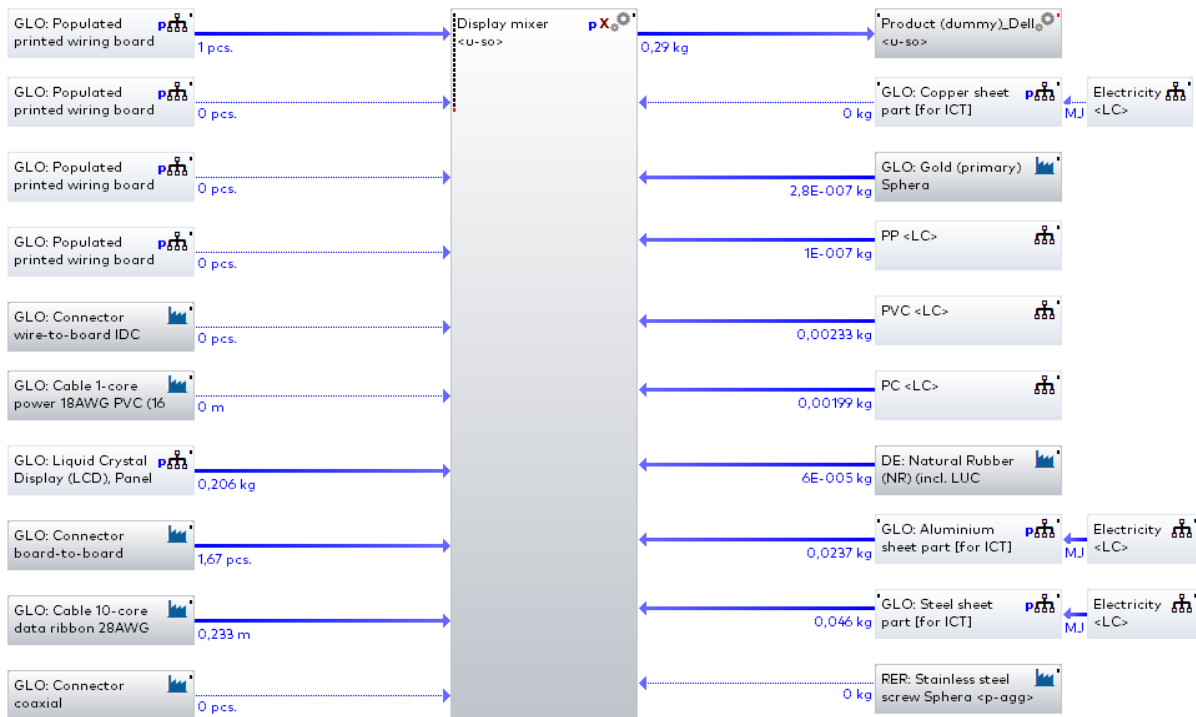 GLO: Populated
printed wiring board
p
1 pcs.
GLO: Populated
printed wiring board
p
0 pcs.
GLO: Populated
printed wiring board
p
0 pcs.
GLO: Populated
printed wiring board
p
0 pcs.
GLO: Connector
wire-to-board IDC
0 pcs.
GLO: Cable 1-core
power 18AWG PVC (16
0 m
GLO: Liquid Crystal
Display (LCD), Panel
p
0,206 kg
GLO: Connector
board-to-board
1,67 pcs.
GLO: Cable 10-core
data ribbon 28AWG
0,233 m
GLO: Connector
coaxial
0 pcs.
Display mixer
<u-so>
p X
0,29 kg
Product (dummy)_Dell
<u-so>
GLO: Copper sheet
part [for ICT]
p
0 kg
Electricity
<LC>
MJ
GLO: Gold (primary)
Sphera
2,8E-007 kg
PP <LC>
1E-007 kg
PVC <LC>
0,00233 kg
PC <LC>
0,00199 kg
DE: Natural Rubber
(NR) (incl. LUC
6E-005 kg
GLO: Aluminium
sheet part [for ICT]
p
0,0237 kg
Electricity
<LC>
MJ
GLO: Steel sheet
part [for ICT]
p
0,046 kg
Electricity
<LC>
MJ
RER: Stainless steel
screw Sphera <p-agg>
0 kg